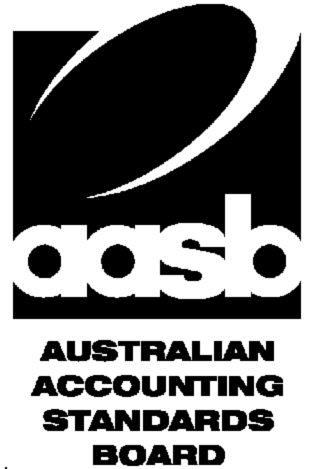 aasb
AUSTRALIAN
ACCOUNTING
STANDARDS
BOARD